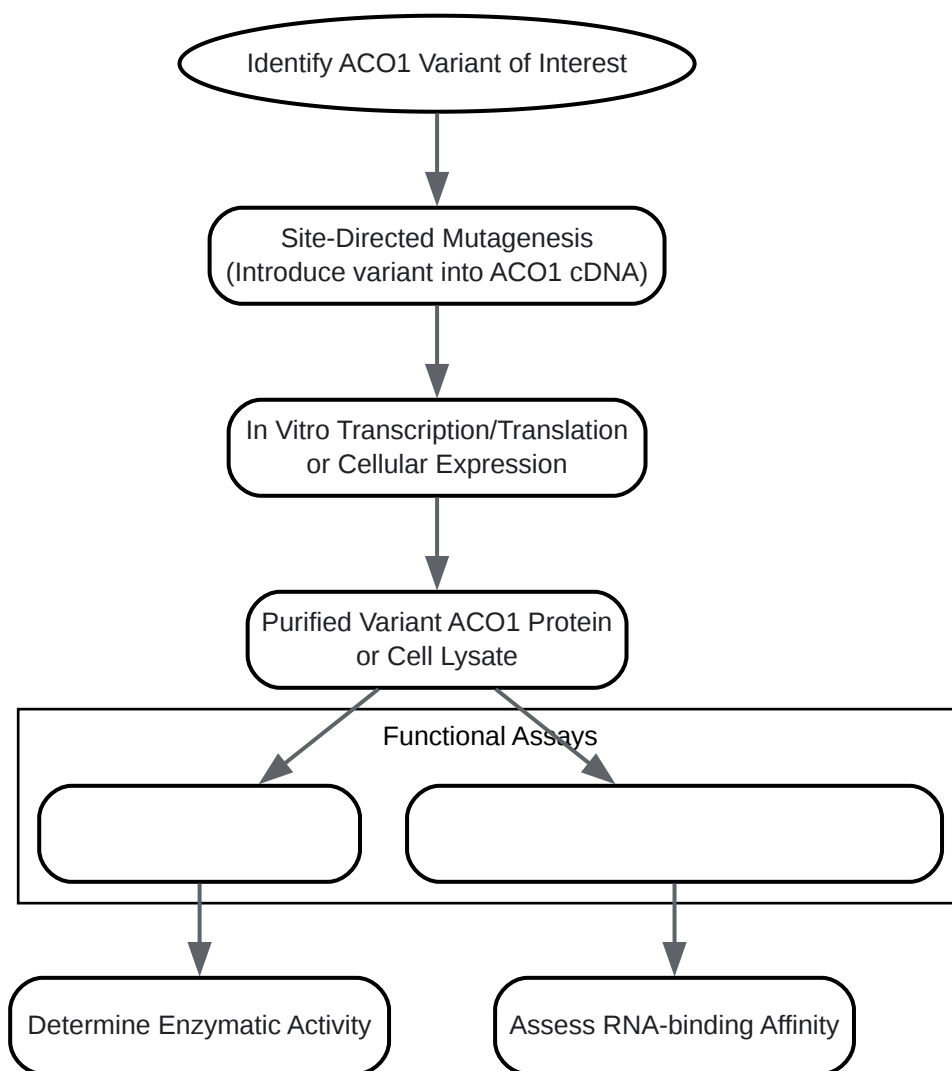 Identify ACO1 Variant of Interest
Site-Directed Mutagenesis
(Introduce variant into ACO1 cDNA)
In Vitro Transcription/Translation
or Cellular Expression
Purified Variant ACO1 Protein
or Cell Lysate
Functional Assays
Determine Enzymatic Activity
Assess RNA-binding Affinity